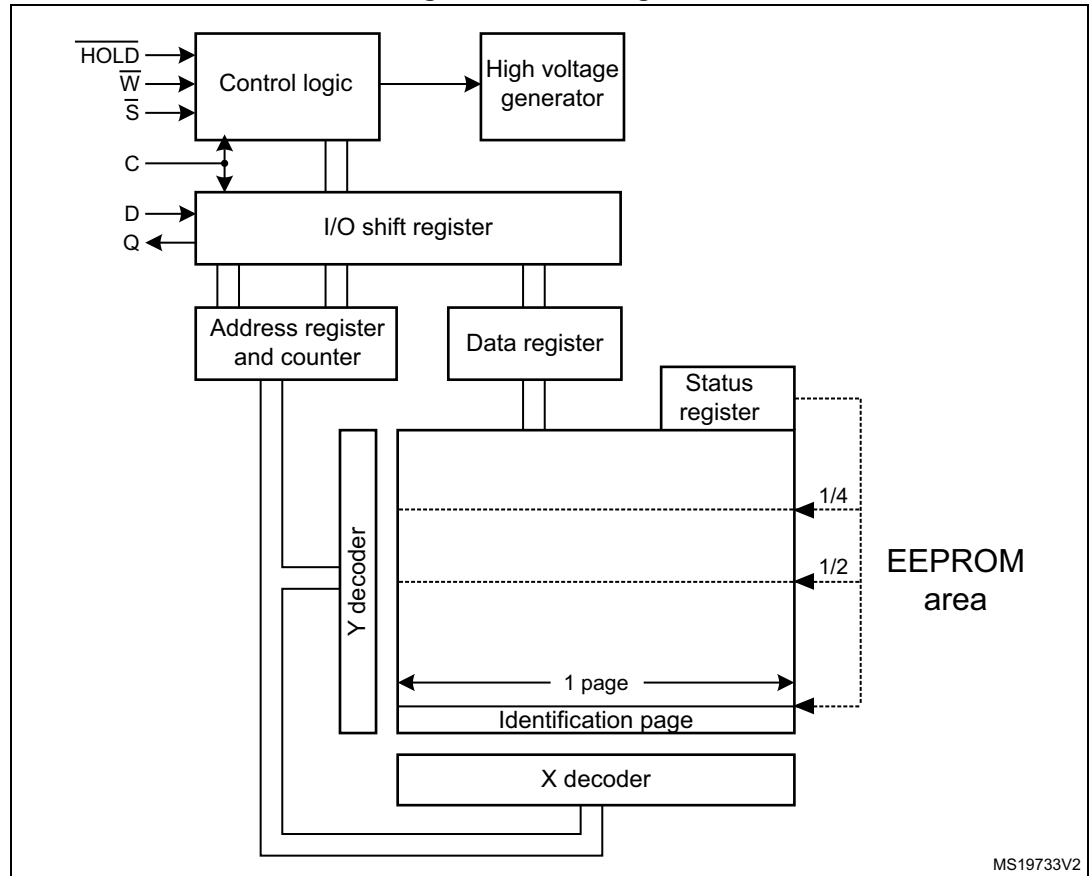 HOLD
W
S
C
D
Q
Control logic
High voltage
generator
I/O shift register
Address register
and counter
Data register
Status
register
1/4
1/2
EEPROM
area
Y decoder
1 page
Identification page
X decoder
MS19733V2